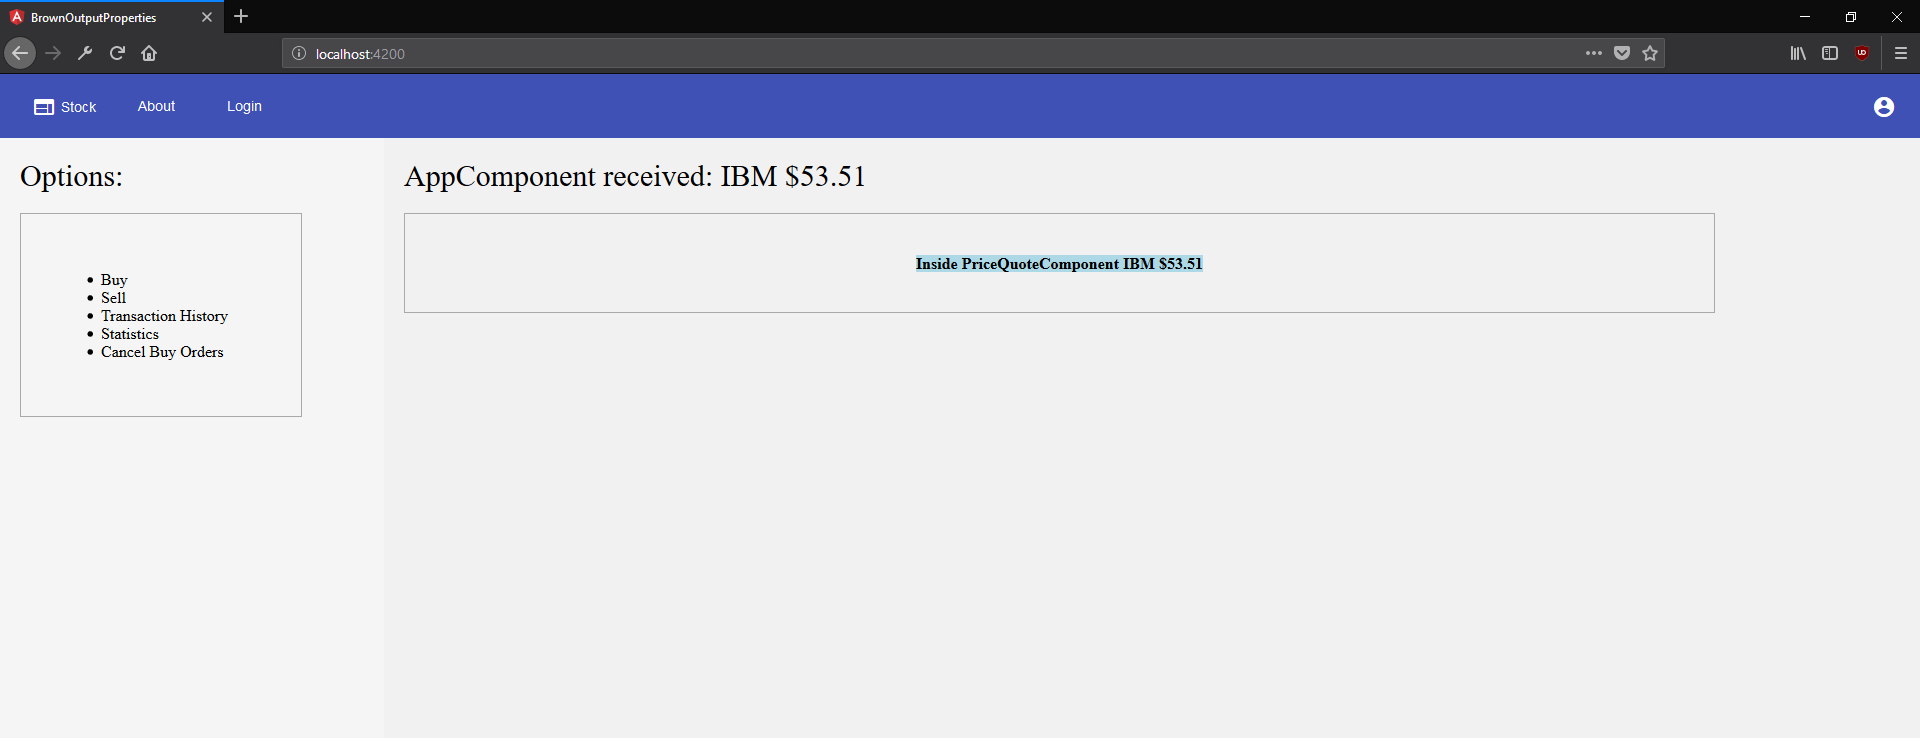 BrownOutputProperties
localhost:4200
Stock About Login
Options:
Buy
Sell
Transaction History
Statistics
Cancel Buy Orders
AppComponent received: IBM $53.51
Inside PriceQuoteComponent IBM $53.51